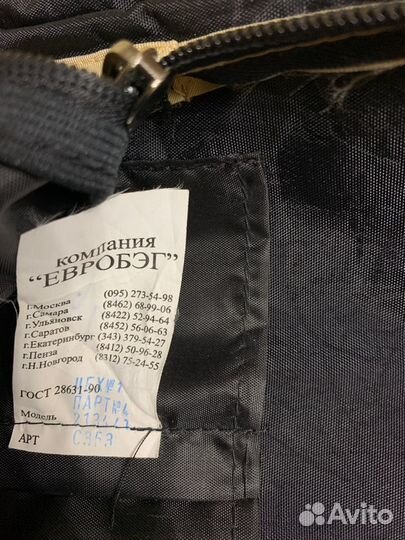 компания
"ЕВРОБЭГ"
г.Москва (095) 273-54-98
г.Самара (8462) 68-99-06
г.Ульяновск (8422) 52-94-64
г.Саратов (8452) 56-06-63
г.Екатеринбург (343) 379-54-27
г.Пенза (8412) 50-96-28
г.Н.Новгород (8312) 75-24-55
ГОСТ 28631-90
ПАРТ
Модель
АРТ
Avito